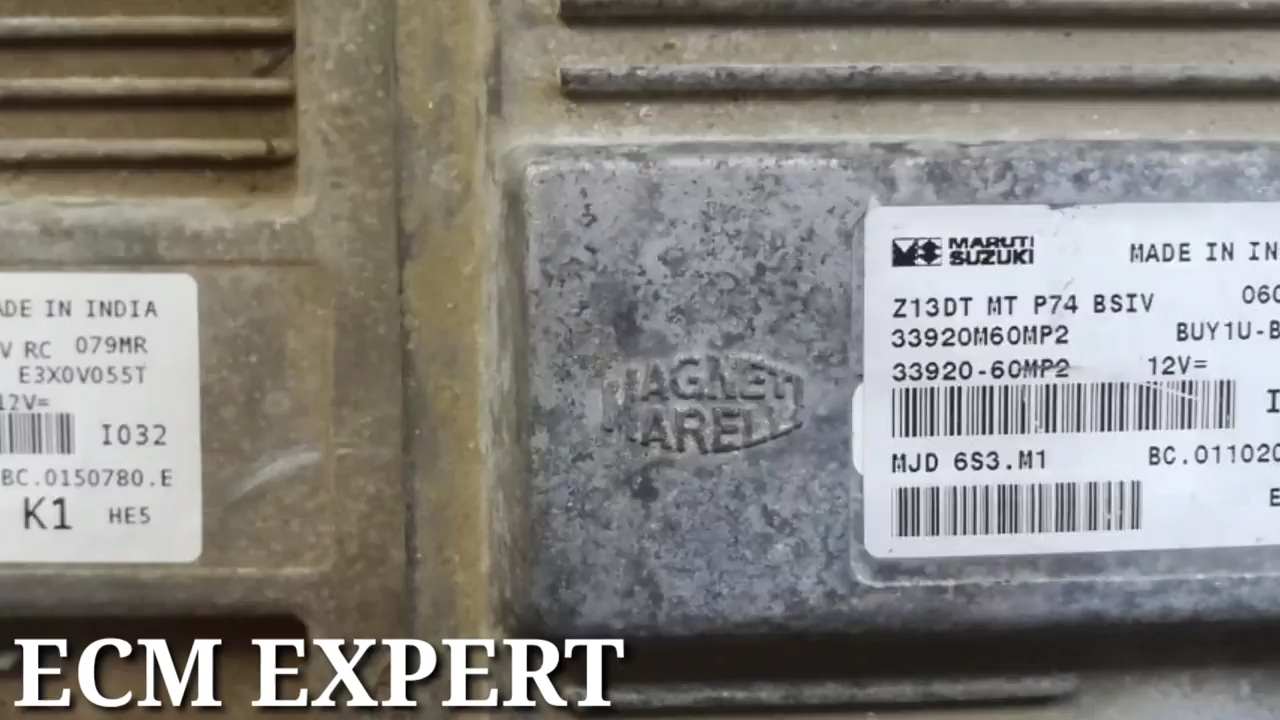 MADE IN INDIA
V RC 079MR
E3X0V055T
12V=
I032
BC.0150780.E
K1 HE5
MAGNETI
MARELLI
MARUTI
SUZUKI
MADE IN IN
Z13DT MT P74 BSIV 060
33920M60MP2 BUY1U-B
33920-60MP2 12V=
I
MJD 6S3.M1 BC.011020
E
ECM EXPERT